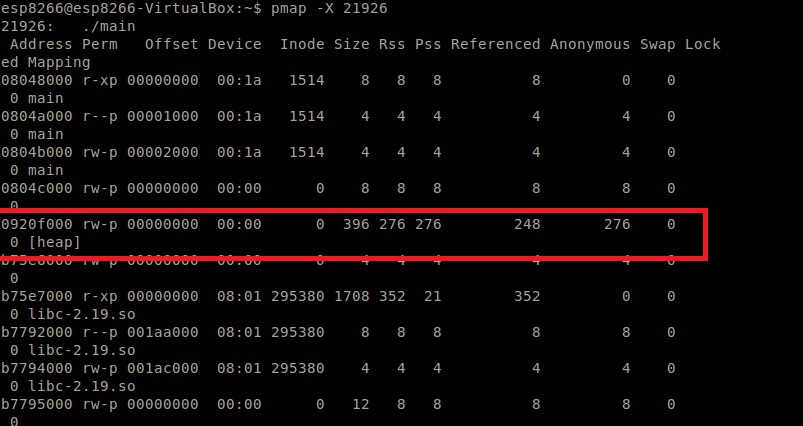 esp8266@esp8266-VirtualBox:~$ pmap -X 21926
21926:   ./main
 Address Perm   Offset Device  Inode Size  Rss  Pss Referenced Anonymous Swap Lock
ed Mapping
08048000 r-xp 00000000  00:1a   1514    8    8    8          8         0    0
 0 main
0804a000 r--p 00001000  00:1a   1514    4    4    4          4         4    0
 0 main
0804b000 rw-p 00002000  00:1a   1514    4    4    4          4         4    0
 0 main
0804c000 rw-p 00000000  00:00      0    8    8    8          8         8    0
 0
0920f000 rw-p 00000000  00:00      0  396  276  276        248       276    0
 0 [heap]
b75e6000 rw-p 00000000  00:00      0    4    4    4          4         4    0
 0
b75e7000 r-xp 00000000  08:01 295380 1708  352   21        352         0    0
 0 libc-2.19.so
b7792000 r--p 001aa000  08:01 295380    8    8    8          8         8    0
 0 libc-2.19.so
b7794000 rw-p 001ac000  08:01 295380    4    4    4          4         4    0
 0 libc-2.19.so
b7795000 rw-p 00000000  00:00      0   12    8    8          8         8    0
 0